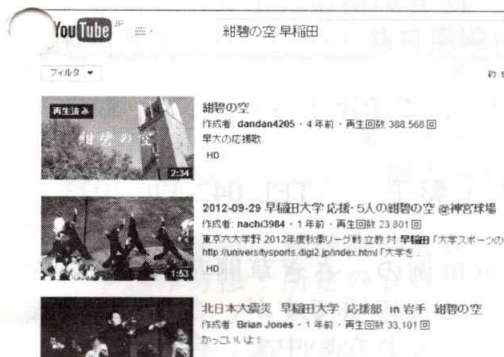 YouTube JP
紺碧の空 早稲田
フィルタ
約 1
再生済み
紺碧の空
2:34
紺碧の空
作成者: dandan4205 - 4 年前 - 再生回数 388,568 回
早大の応援歌
HD
1:53
2012-09-29 早稲田大学 応援・5人の紺碧の空 @神宮球場
作成者: nachi3984 - 1 年前 - 再生回数 23,801 回
東京六大学野 2012年度秋季リーグ戦 立教 対 早稲田 「大学スポーツの
http://universitysports.digi2.jp/index.html 「大学を ..
HD
北日本大震災 早稲田大学 応援部 in 岩手 紺碧の空
作成者: Brian Jones - 1 年前 - 再生回数 33,101 回
かっこいいよ！